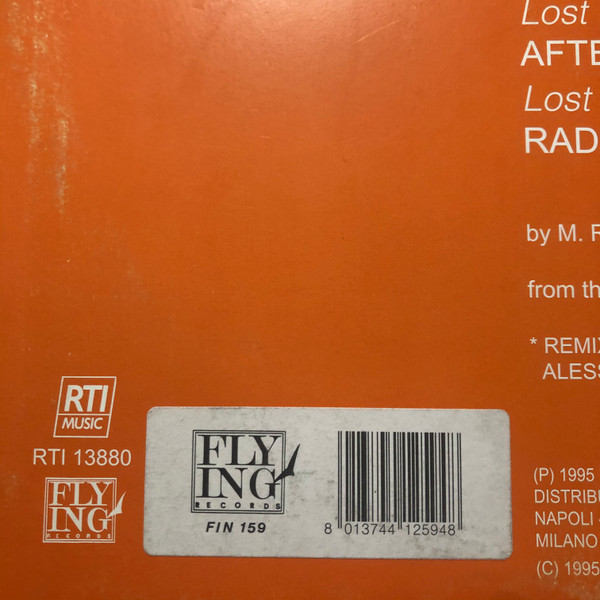 Lost
AFTE
Lost
RAD
by M. R
from th
* REMIX
ALESS
RTI
MUSIC
RTI 13880
FLY
ING
RECORDS
FLY
ING
RECORDS
FIN 159
8 013744 125948
(P) 1995
DISTRIBU
NAPOLI -
MILANO
(C) 1995